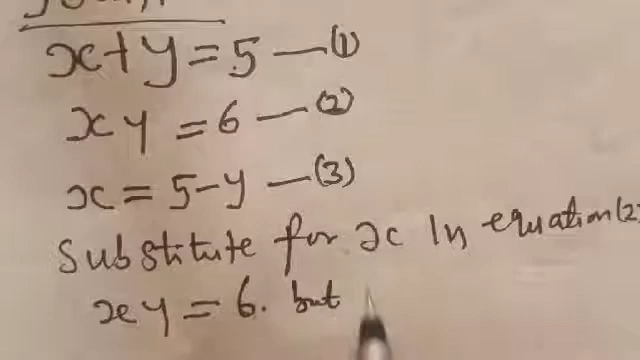 x+y=5—(1)
xy=6—(2)
x=5-y—(3)
Substitute for x In equation(2
xy=6. but